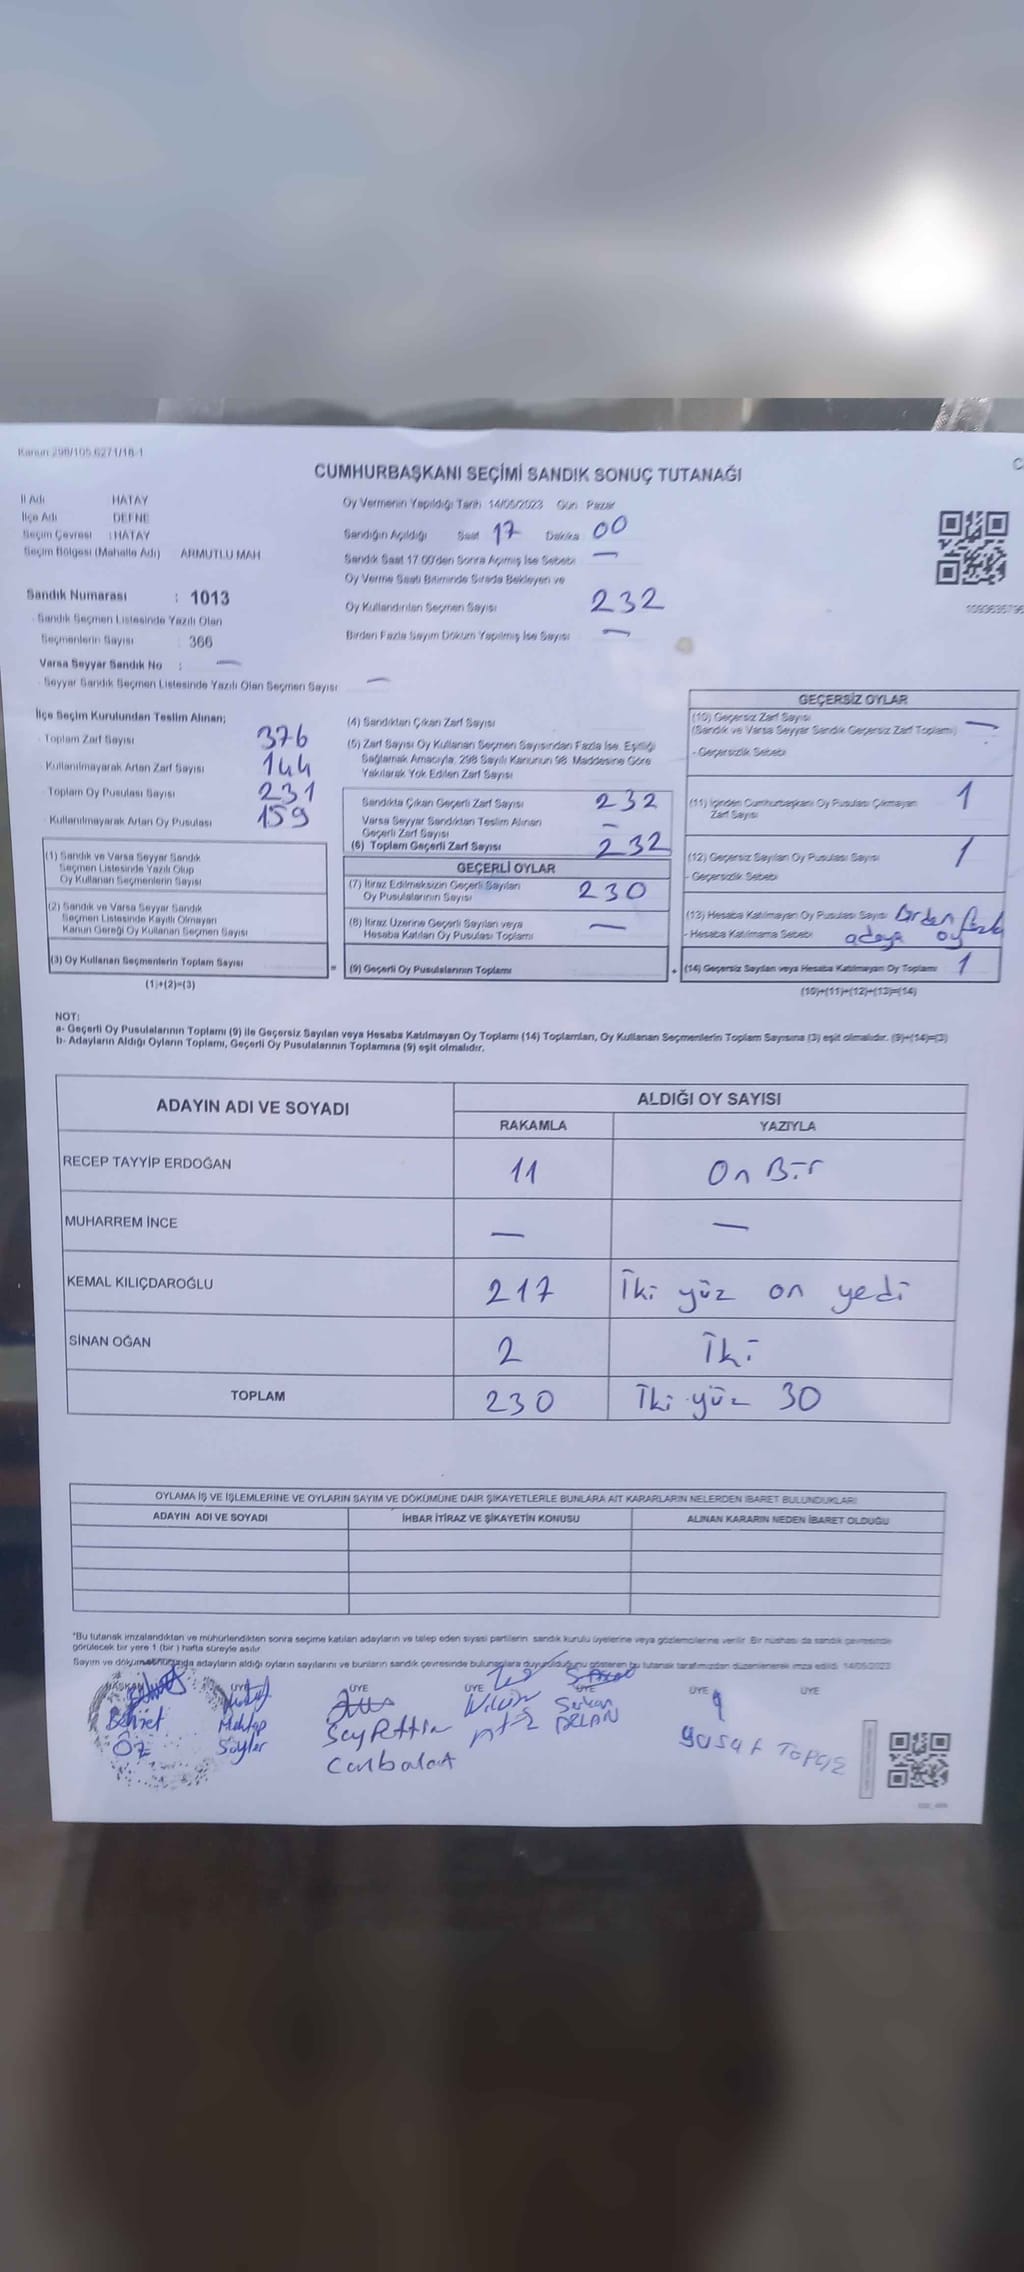 Kanun 298/105,6271/18-1
CUMHURBAŞKANI SEÇİMİ SANDIK SONUÇ TUTANAĞI
İl Adı HATAY
İlçe Adı DEFNE
Seçim Çevresi : HATAY
Seçim Bölgesi (Mahalle Adı) ARMUTLU MAH
Oy Vermenin Yapıldığı Tarih 14/05/2023 Gün : Pazar
Sandığın Açıldığı Saat 17 Dakika 00
Sandık Saat 17:00'den Sonra Açımış İse Sebebi —
Oy Verme Saati Bitiminde Sırada Bekleyen ve
Oy Kullandırılan Seçmen Sayısı 232
Birden Fazla Sayım Döküm Yapılmış İse Sayısı —
Sandık Numarası : 1013
- Sandık Seçmen Listesinde Yazılı Olan
Seçmenlerin Sayısı : 366
Varsa Seyyar Sandık No : —
- Seyyar Sandık Seçmen Listesinde Yazılı Olan Seçmen Sayısı —
İlçe Seçim Kurulundan Teslim Alınan;
- Toplam Zarf Sayısı 376
- Kullanılmayarak Artan Zarf Sayısı 144
- Toplam Oy Pusulası Sayısı 231
- Kullanılmayarak Artan Oy Pusulası 159
(1) Sandık ve Varsa Seyyar Sandık
Seçmen Listesinde Yazılı Olup
Oy Kullanan Seçmenlerin Sayısı
(2) Sandık ve Varsa Seyyar Sandık
Seçmen Listesinde Kayıtlı Olmayan
Kanun Gereği Oy Kullanan Seçmen Sayısı
(3) Oy Kullanan Seçmenlerin Toplam Sayısı
(1)+(2)=(3)
(4) Sandıktan Çıkan Zarf Sayısı
(5) Zarf Sayısı Oy Kullanan Seçmen Sayısından Fazla İse, Eşitliği
Sağlamak Amacıyla, 298 Sayılı Kanunun 98. Maddesine Göre
Yakılarak Yok Edilen Zarf Sayısı
Sandıkta Çıkan Geçerli Zarf Sayısı 232
Varsa Seyyar Sandıktan Teslim Alınan
Geçerli Zarf Sayısı —
(6) Toplam Geçerli Zarf Sayısı 232
GEÇERLİ OYLAR
(7) İtiraz Edilmeksizin Geçerli Sayılan
Oy Pusulalarının Sayısı 230
(8) İtiraz Üzerine Geçerli Sayılan veya
Hesaba Katılan Oy Pusulası Toplamı —
= (9) Geçerli Oy Pusulalarının Toplamı
GEÇERSİZ OYLAR
(10) Geçersiz Zarf Sayısı
(Sandık ve Varsa Seyyar Sandık Geçersiz Zarf Toplamı) —
- Geçersizlik Sebebi
(11) İçinden Cumhurbaşkanı Oy Pusulası Çıkmayan
Zarf Sayısı 1
(12) Geçersiz Sayılan Oy Pusulası Sayısı 1
- Geçersizlik Sebebi
(13) Hesaba Katılmayan Oy Pusulası Sayısı birden fazla
- Hesaba Katılmama Sebebi adaya oy
+ (14) Geçersiz Sayılan veya Hesaba Katılmayan Oy Toplamı 1
(10)+(11)+(12)+(13)=(14)
NOT:
a- Geçerli Oy Pusulalarının Toplamı (9) ile Geçersiz Sayılan veya Hesaba Katılmayan Oy Toplamı (14) Toplamları, Oy Kullanan Seçmenlerin Toplam Sayısına (3) eşit olmalıdır. (9)+(14)=(3)
b- Adayların Aldığı Oyların Toplamı, Geçerli Oy Pusulalarının Toplamına (9) eşit olmalıdır.
ADAYIN ADI VE SOYADI ALDIĞI OY SAYISI
RAKAMLA YAZIYLA
RECEP TAYYİP ERDOĞAN 11 On Bir
MUHARREM İNCE — —
KEMAL KILIÇDAROĞLU 217 İki yüz on yedi
SİNAN OĞAN 2 İki
TOPLAM 230 İki yüz 30
OYLAMA İŞ VE İŞLEMLERİNE VE OYLARIN SAYIM VE DÖKÜMÜNE DAİR ŞİKAYETLERLE BUNLARA AİT KARARLARIN NELERDEN İBARET BULUNDUKLARI
ADAYIN ADI VE SOYADI İHBAR İTİRAZ VE ŞİKAYETİN KONUSU ALINAN KARARIN NEDEN İBARET OLDUĞU
*Bu tutanak imzalandıktan ve mühürlendikten sonra seçime katılan adayların ve talep eden siyasi partilerin sandık kurulu üyelerine veya gözlemcilerine verilir. Bir nüshası da sandık çevresinde
görülecek bir yere 1 (bir) hafta süreyle asılır.
Sayım ve döküm sonucunda adayların aldığı oyların sayılarını ve bunların sandık çevresinde bulunanlara duyurulduğunu gösteren bu tutanak tarafımızdan düzenlenerek imza edildi. 14/05/2023
BAŞKAN ÜYE ÜYE ÜYE ÜYE ÜYE ÜYE
Behret Öz
Mehtap Söyler
Seyfettin Canbolat
Serkan
Yusuf TOPÇİZ